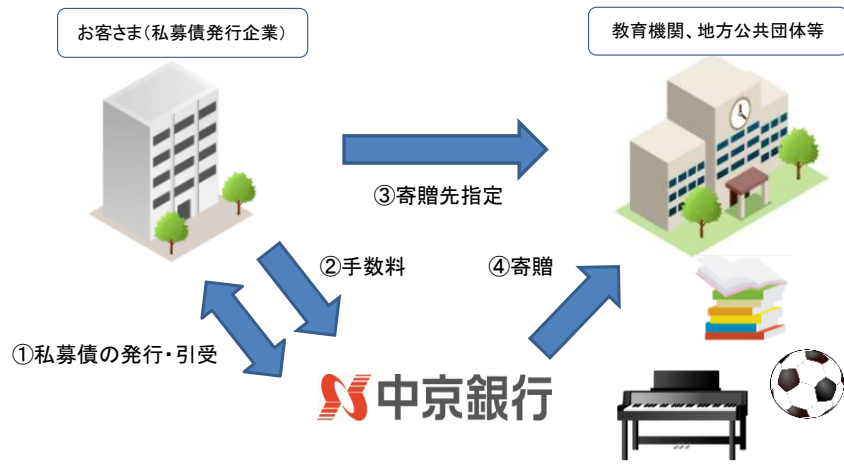 お客さま(私募債発行企業)
教育機関、地方公共団体等
③寄贈先指定
②手数料
④寄贈
①私募債の発行・引受
中京銀行